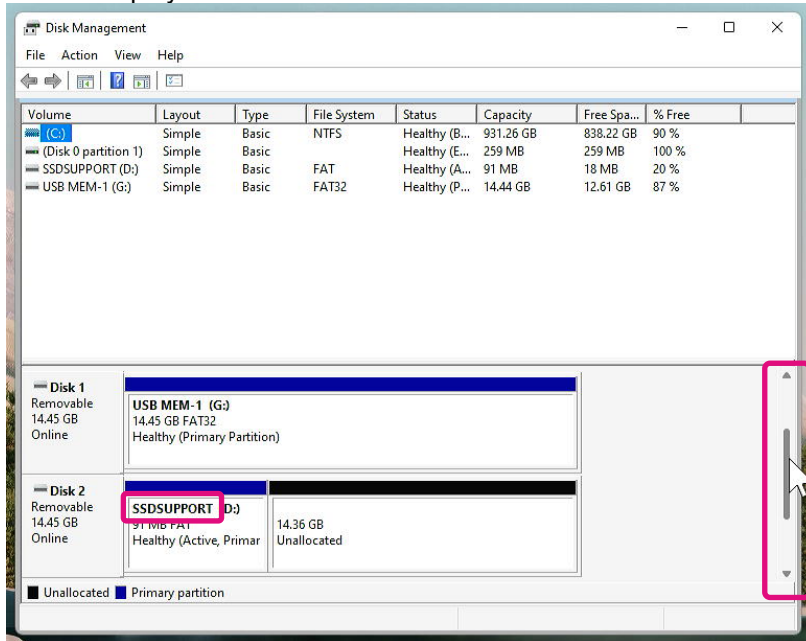 Disk Management
File Action View Help
Volume Layout Type File System Status Capacity Free Spa... % Free
(C:) Simple Basic NTFS Healthy (B... 931.26 GB 838.22 GB 90 %
(Disk 0 partition 1) Simple Basic Healthy (E... 259 MB 259 MB 100 %
SSDSUPPORT (D:) Simple Basic FAT Healthy (A... 91 MB 18 MB 20 %
USB MEM-1 (G:) Simple Basic FAT32 Healthy (P... 14.44 GB 12.61 GB 87 %
Disk 1
Removable
14.45 GB
Online
USB MEM-1 (G:)
14.45 GB FAT32
Healthy (Primary Partition)
Disk 2
Removable
14.45 GB
Online
SSDSUPPORT D:)
91 MB FAT
Healthy (Active, Primar
14.36 GB
Unallocated
Unallocated Primary partition